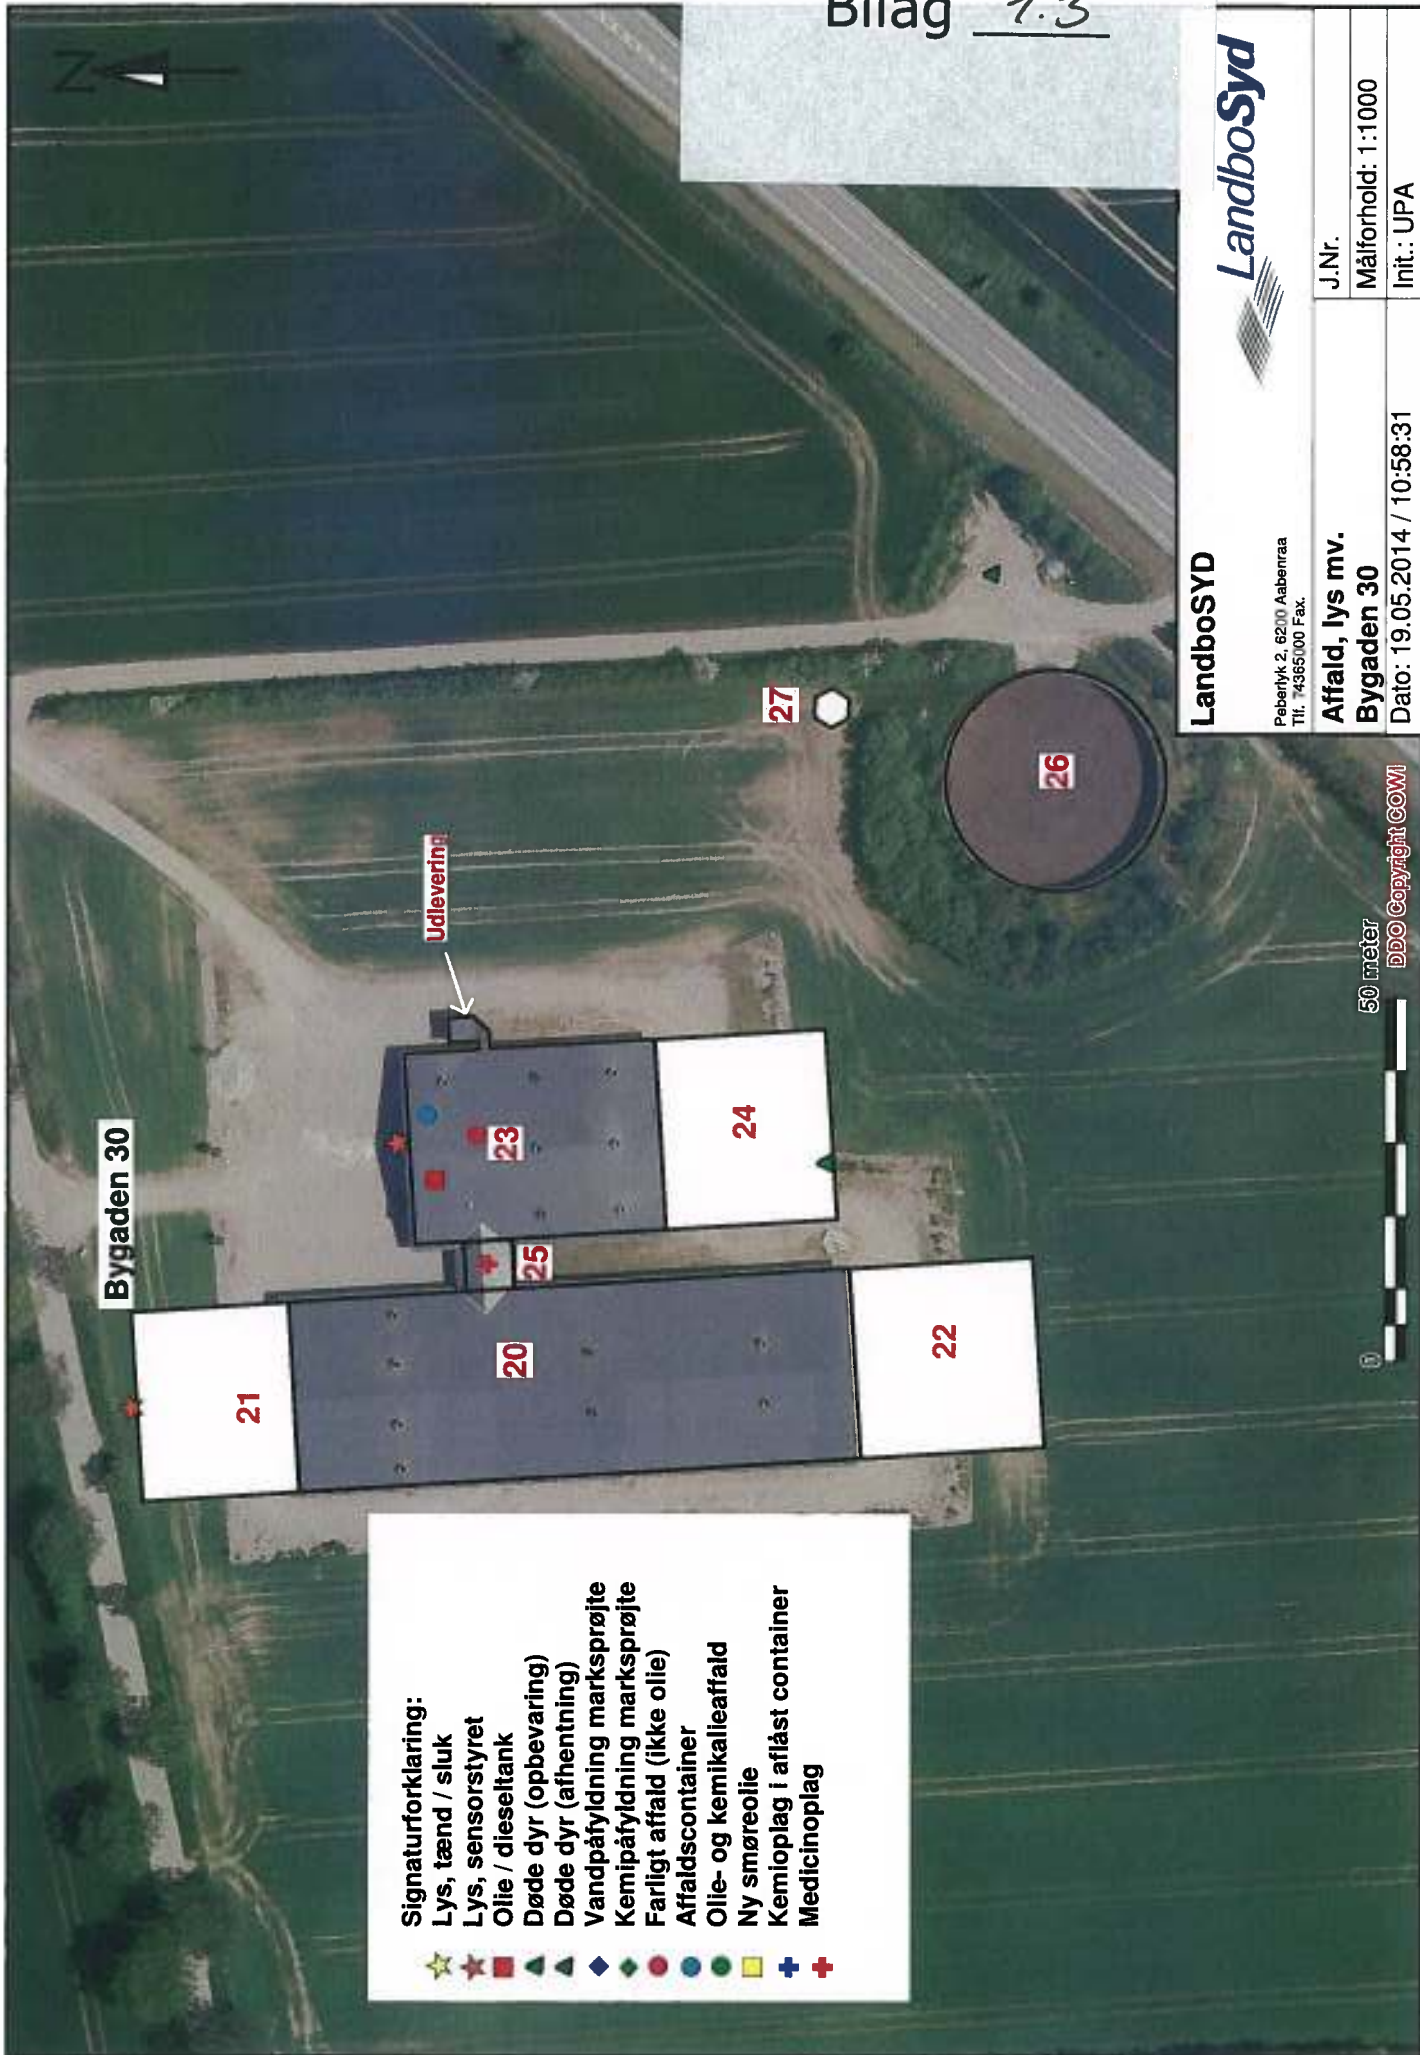 Bilag 1.3
N
Bygaden 30
Udlevering
21
20
22
23
24
25
26
27
Signaturforklaring:
Lys, tænd / sluk
Lys, sensorstyret
Olie / dieseltank
Døde dyr (opbevaring)
Døde dyr (afhentning)
Vandpåfyldning marksprøjte
Kemipåfyldning marksprøjte
Farligt affald (ikke olie)
Affaldscontainer
Olie- og kemikalieaffald
Ny smøreolie
Kemioplag i aflåst container
Medicinoplag
0
50 meter
DDO Copyright COWI
LandboSYD
LandboSyd
Peberlyk 2, 6200 Aabenraa
Tlf. 74365000 Fax.
Affald, lys mv.
Bygaden 30
J.Nr.
Målforhold: 1:1000
Dato: 19.05.2014 / 10:58:31
Init.: UPA